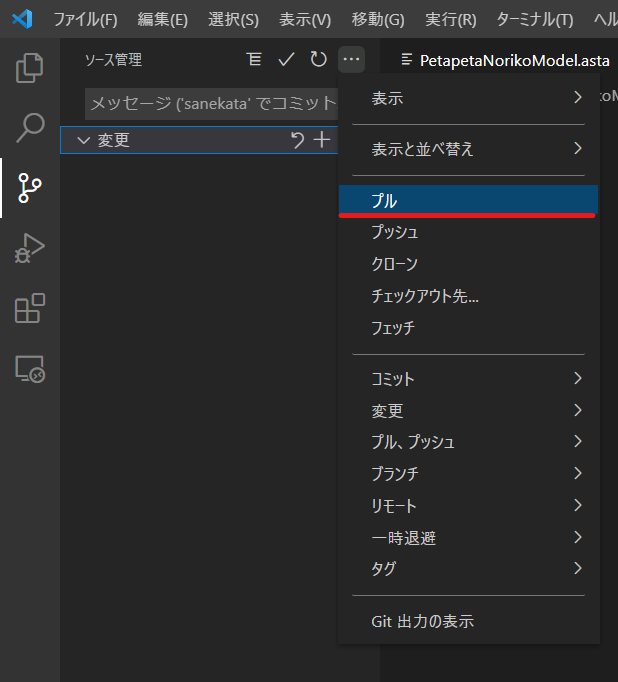 ファイル(F) 編集(E) 選択(S) 表示(V) 移動(G) 実行(R) ターミナル(T) ヘル
ソース管理
PetapetaNorikoModel.asta
メッセージ ('sanekata' でコミット
変更
表示
表示と並べ替え
プル
プッシュ
クローン
チェックアウト先...
フェッチ
コミット
変更
プル、プッシュ
ブランチ
リモート
一時退避
タグ
Git 出力の表示